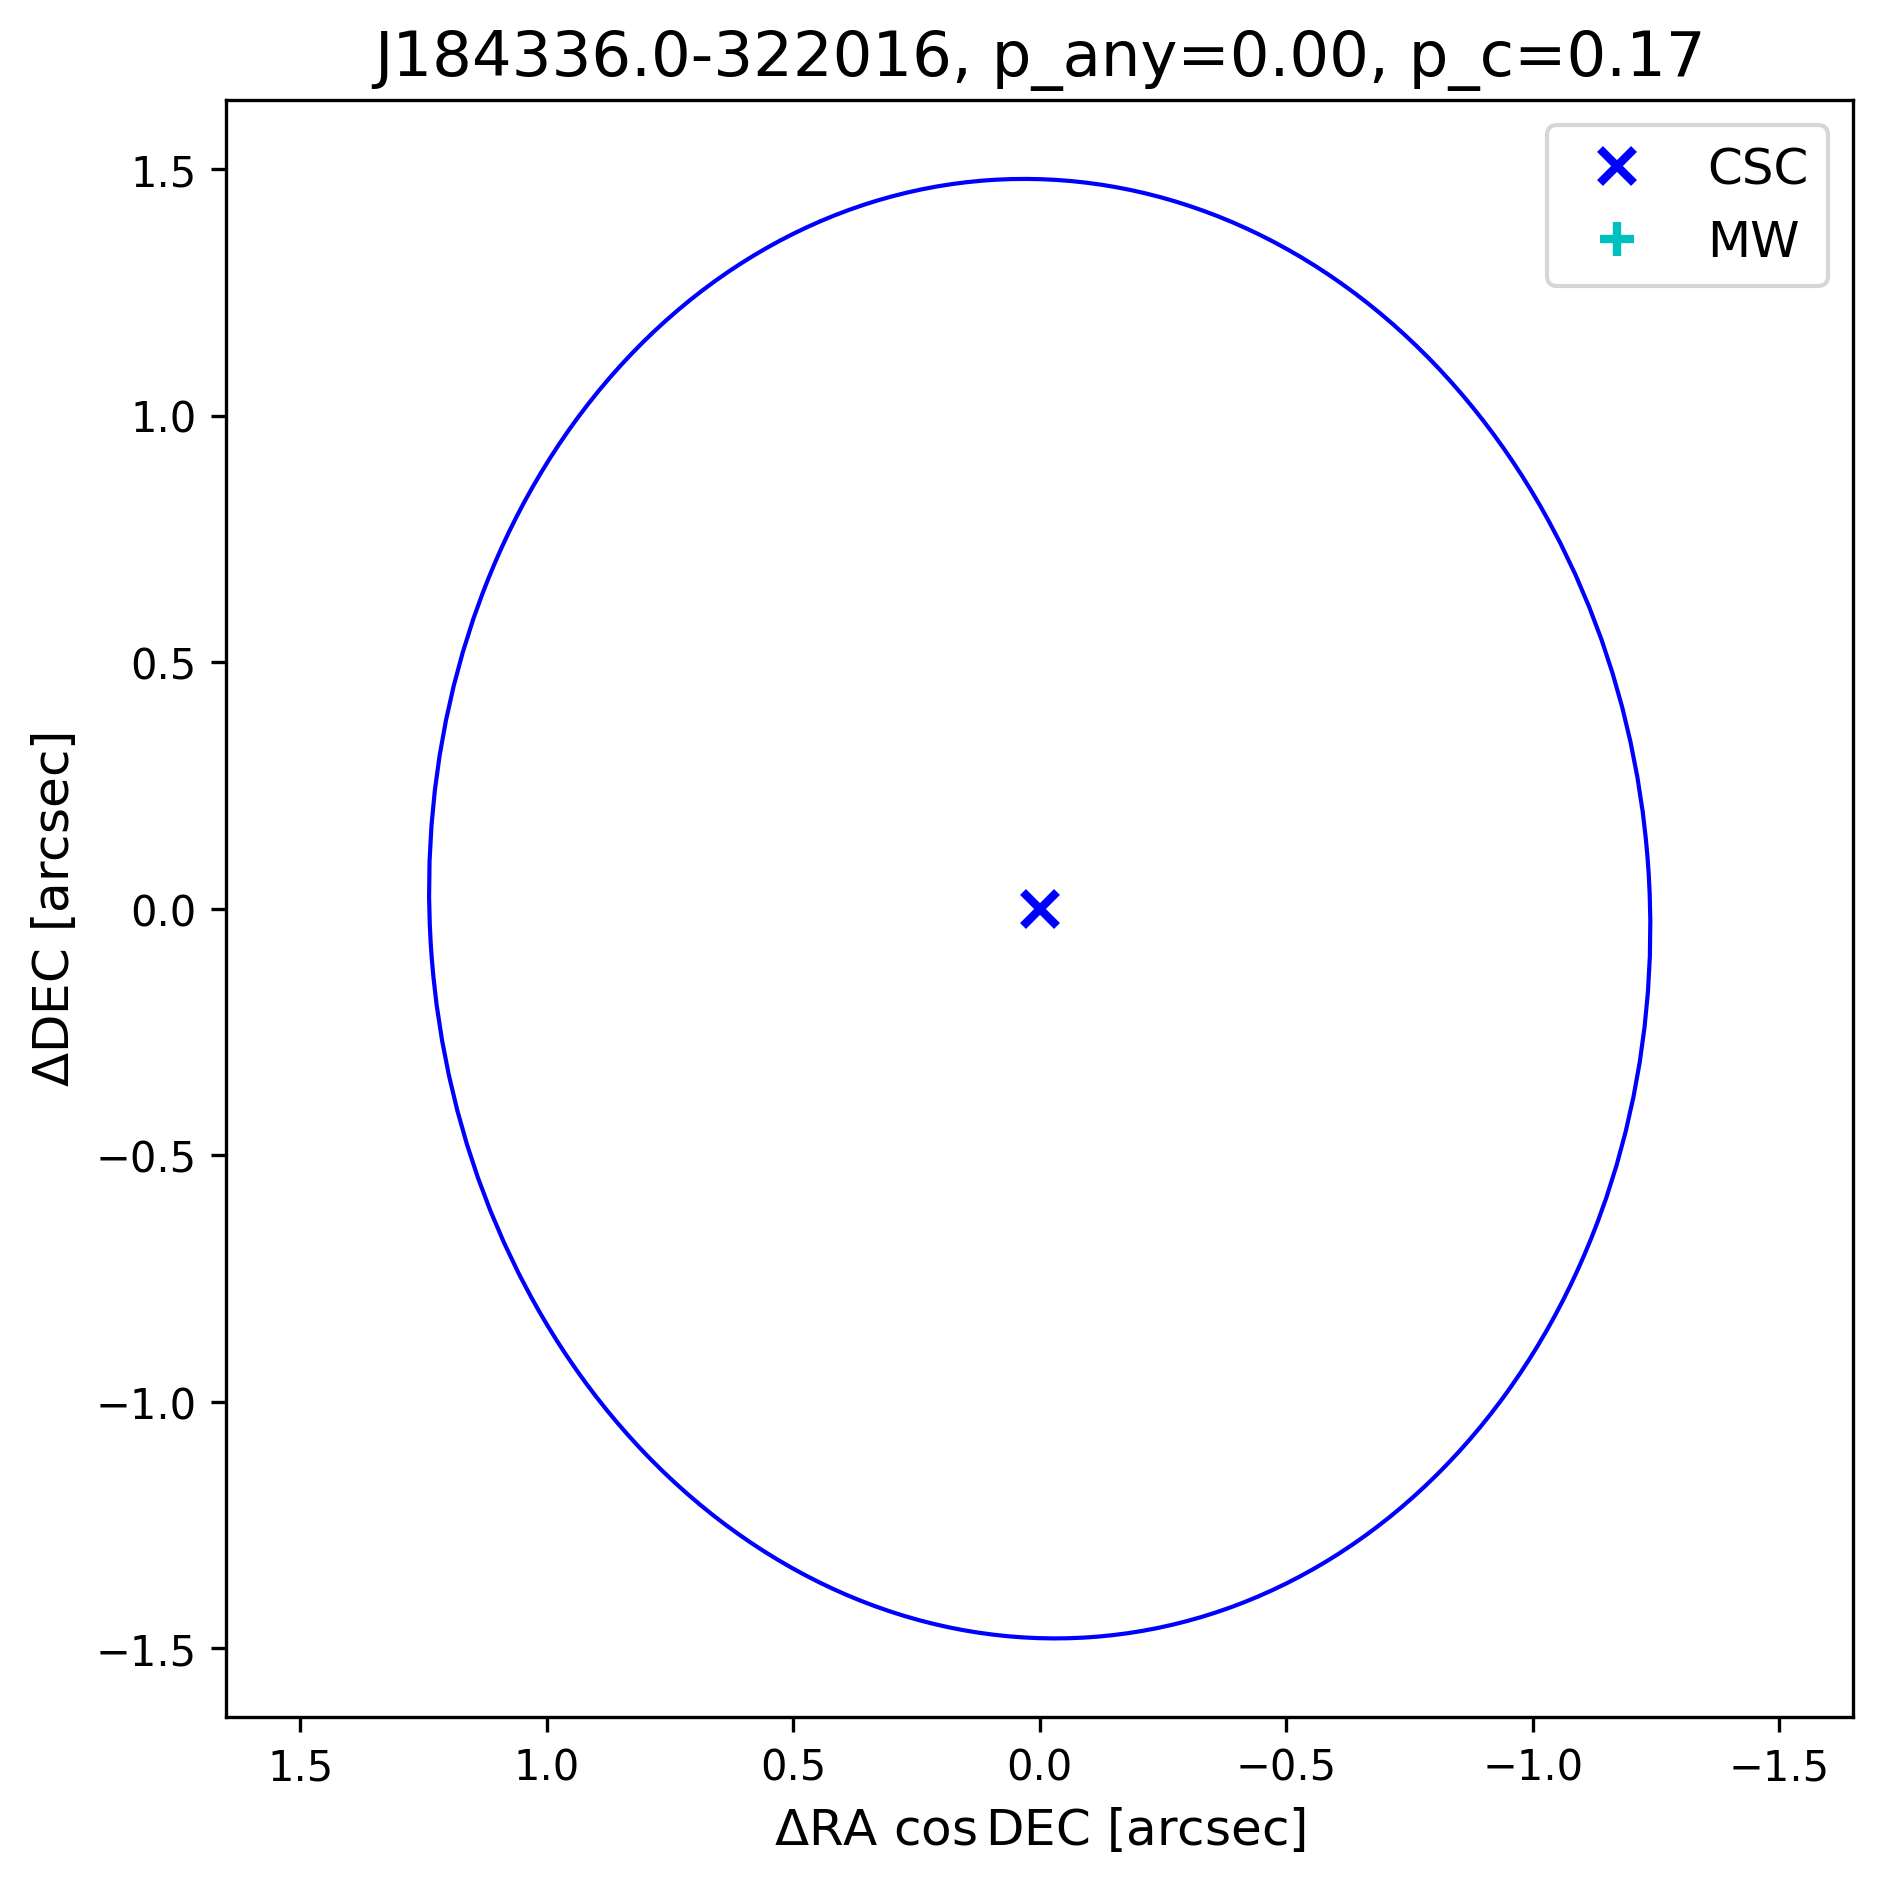 J184336.0-322016, p_any=0.00, p_c=0.17
CSC
MW
1.5
1.0
0.5
0.0
−0.5
−1.0
−1.5
ΔDEC [arcsec]
1.5 1.0 0.5 0.0 −0.5 −1.0 −1.5
ΔRA cos DEC [arcsec]